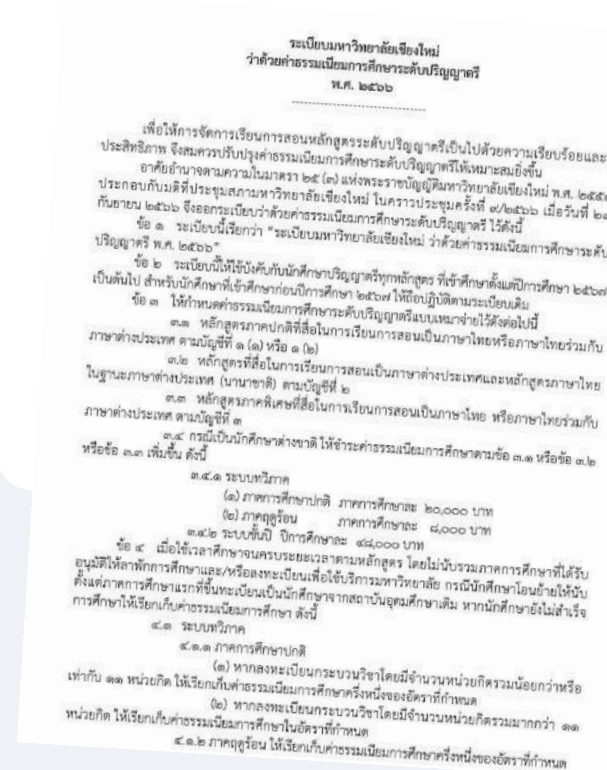 ระเบียบมหาวิทยาลัยเชียงใหม่
ว่าด้วยค่าธรรมเนียมการศึกษาระดับปริญญาตรี
พ.ศ. ๒๕๖๖
เพื่อให้การจัดการเรียนการสอนหลักสูตรระดับปริญญาตรีเป็นไปด้วยความเรียบร้อยและ
ประสิทธิภาพ จึงสมควรปรับปรุงค่าธรรมเนียมการศึกษาระดับปริญญาตรีให้เหมาะสมยิ่งขึ้น
อาศัยอำนาจตามความในมาตรา ๒๕ (๓) แห่งพระราชบัญญัติมหาวิทยาลัยเชียงใหม่ พ.ศ.
ประกอบกับมติที่ประชุมสภามหาวิทยาลัยเชียงใหม่ ในคราวประชุมครั้งที่ ๙/๒๕๖๖ เมื่อวันที่
กันยายน ๒๕๖๖ จึงออกระเบียบว่าด้วยค่าธรรมเนียมการศึกษาระดับปริญญาตรี ไว้ดังนี้
ข้อ ๑ ระเบียบนี้เรียกว่า “ระเบียบมหาวิทยาลัยเชียงใหม่ ว่าด้วยค่าธรรมเนียมการศึกษาระดับ
ปริญญาตรี พ.ศ. ๒๕๖๖”
ข้อ ๒ ระเบียบนี้ให้ใช้บังคับกับนักศึกษาปริญญาตรีทุกหลักสูตร ที่เข้าศึกษาตั้งแต่ปีการศึกษา ๒๕๖๗
เป็นต้นไป สำหรับนักศึกษาที่เข้าศึกษาก่อนปีการศึกษา ๒๕๖๗ ให้ถือปฏิบัติตามระเบียบเดิม
ข้อ ๓ ให้กำหนดค่าธรรมเนียมการศึกษาระดับปริญญาตรีแบบเหมาจ่ายไว้ดังต่อไปนี้
๓.๑ หลักสูตรภาคปกติที่สื่อในการเรียนการสอนเป็นภาษาไทยหรือภาษาไทยร่วมกับ
ภาษาต่างประเทศ ตามบัญชีที่ ๑ (๑) หรือ ๑ (๒)
๓.๒ หลักสูตรที่สื่อในการเรียนการสอนเป็นภาษาต่างประเทศและหลักสูตรภาษาไทย
ในฐานะภาษาต่างประเทศ (นานาชาติ) ตามบัญชีที่ ๒
๓.๓ หลักสูตรภาคพิเศษที่สื่อในการเรียนการสอนเป็นภาษาไทย หรือภาษาไทยร่วมกับ
ภาษาต่างประเทศ ตามบัญชีที่ ๓
๓.๔ กรณีเป็นนักศึกษาต่างชาติ ให้ชำระค่าธรรมเนียมการศึกษาตามข้อ ๓.๑ หรือข้อ ๓.๒
หรือข้อ ๓.๓ เพิ่มขึ้น ดังนี้
๓.๔.๑ ระบบทวิภาค
(๑) ภาคการศึกษาปกติ ภาคการศึกษาละ ๒๐,๐๐๐ บาท
(๒) ภาคฤดูร้อน ภาคการศึกษาละ ๘,๐๐๐ บาท
๓.๔.๒ ระบบชั้นปี ปีการศึกษาละ ๔๘,๐๐๐ บาท
ข้อ ๔ เมื่อใช้เวลาศึกษาจนครบระยะเวลาตามหลักสูตร โดยไม่นับรวมภาคการศึกษาที่ได้รับ
อนุมัติให้ลาพักการศึกษาและ/หรือลงทะเบียนเพื่อใช้บริการมหาวิทยาลัย กรณีนักศึกษาโอนย้ายให้นับ
ตั้งแต่ภาคการศึกษาแรกที่ขึ้นทะเบียนเป็นนักศึกษาจากสถาบันอุดมศึกษาเดิม หากนักศึกษายังไม่สำเร็จ
การศึกษาให้เรียกเก็บค่าธรรมเนียมการศึกษา ดังนี้
๔.๑ ระบบทวิภาค
๔.๑.๑ ภาคการศึกษาปกติ
(๑) หากลงทะเบียนกระบวนวิชาโดยมีจำนวนหน่วยกิตรวมน้อยกว่าหรือ
เท่ากับ ๑๑ หน่วยกิต ให้เรียกเก็บค่าธรรมเนียมการศึกษาครึ่งหนึ่งของอัตราที่กำหนด
(๒) หากลงทะเบียนกระบวนวิชาโดยมีจำนวนหน่วยกิตรวมมากกว่า ๑๑
หน่วยกิต ให้เรียกเก็บค่าธรรมเนียมการศึกษาในอัตราที่กำหนด
๔.๑.๒ ภาคฤดูร้อน ให้เรียกเก็บค่าธรรมเนียมการศึกษาครึ่งหนึ่งของอัตราที่กำหนด